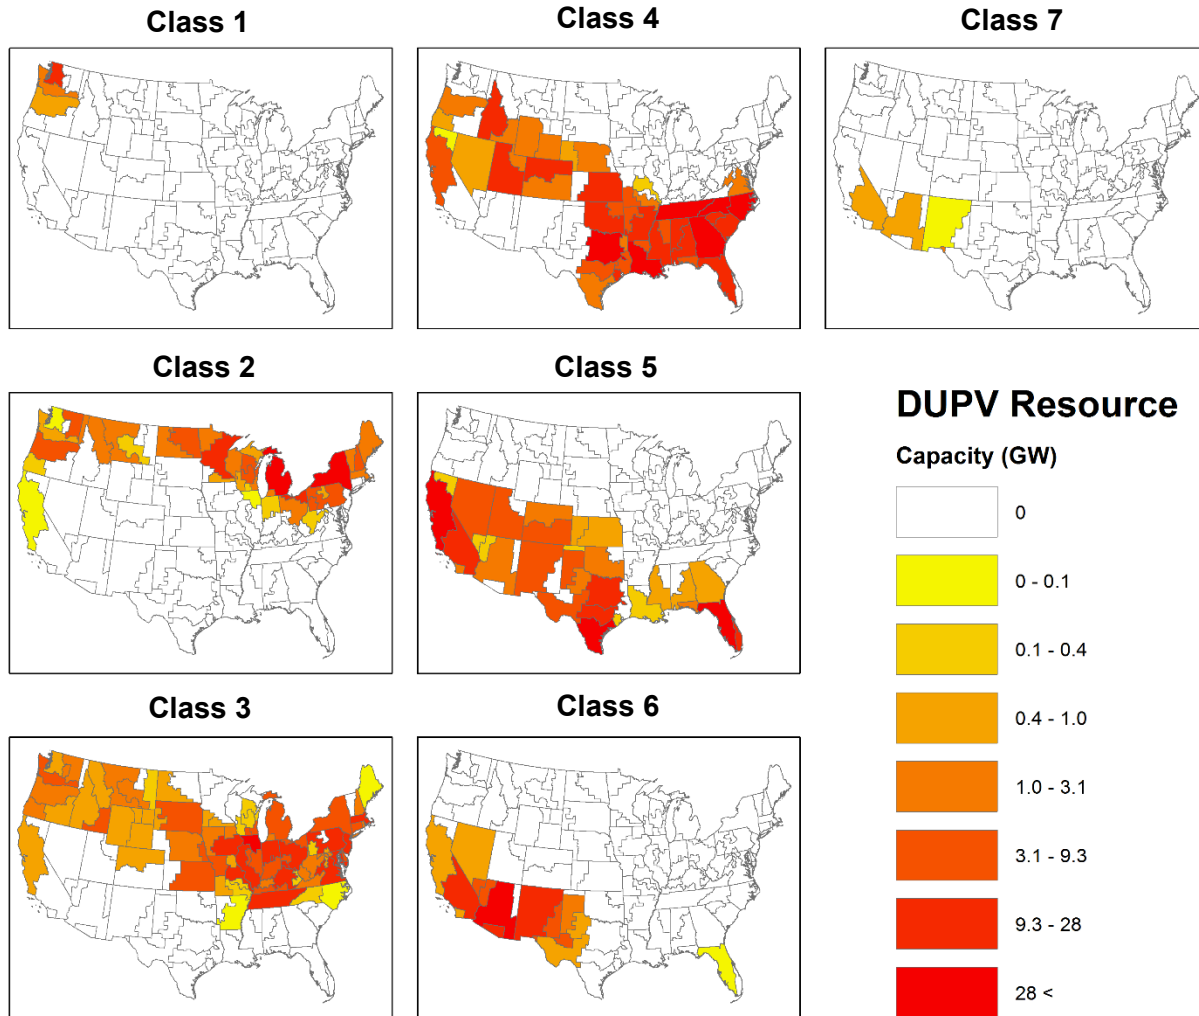 Class 1
Class 4
Class 7
Class 2
Class 5
DUPV Resource
Capacity (GW)
0
0 - 0.1
0.1 - 0.4
0.4 - 1.0
1.0 - 3.1
3.1 - 9.3
9.3 - 28
28 <
Class 3
Class 6